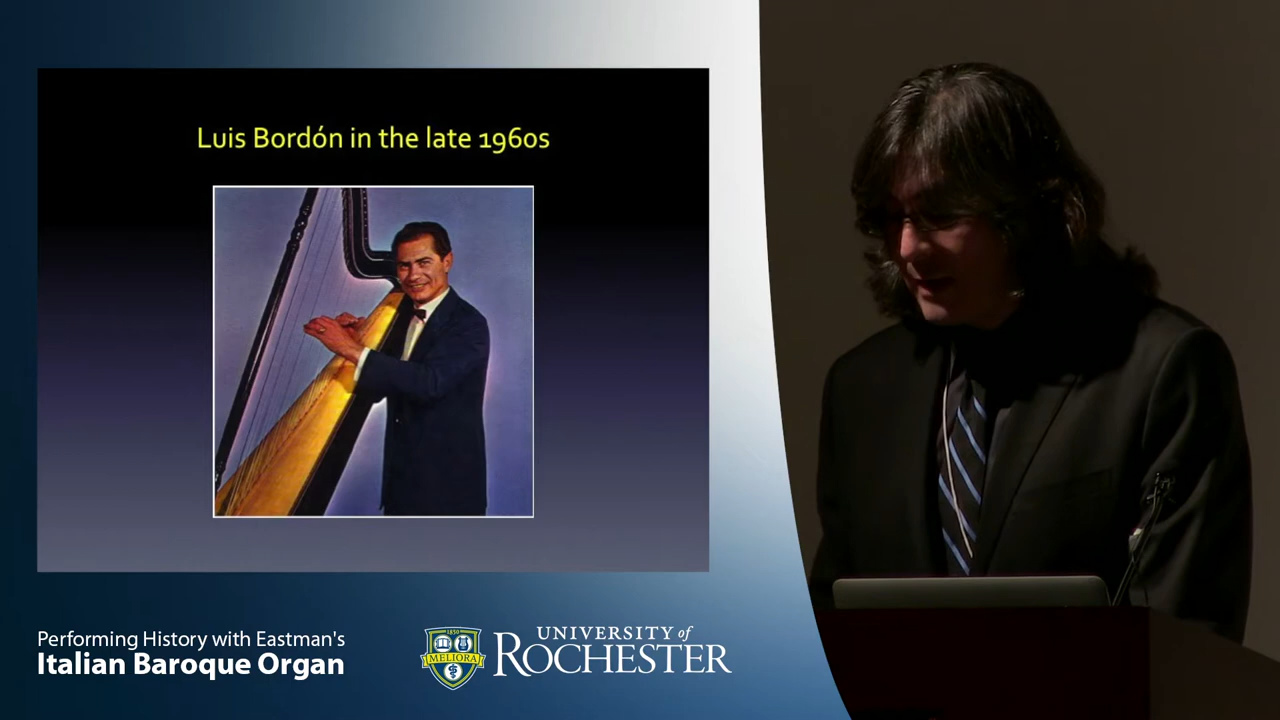 Luis Bordón in the late 1960s
Performing History with Eastman's
Italian Baroque Organ
1850
MELIORA
UNIVERSITY of
ROCHESTER